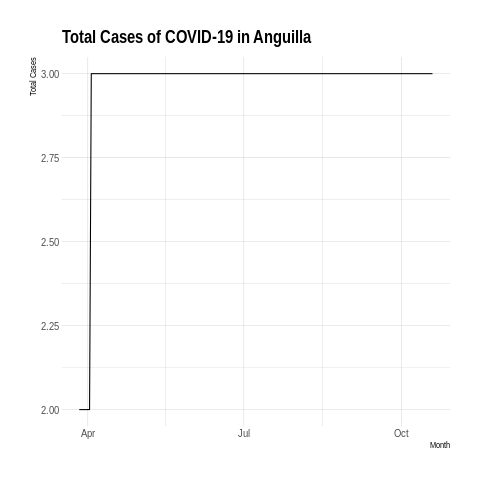 Total Cases of COVID-19 in Anguilla
Total Cases
3.00
2.75
2.50
2.25
2.00
Apr
Jul
Oct
Month